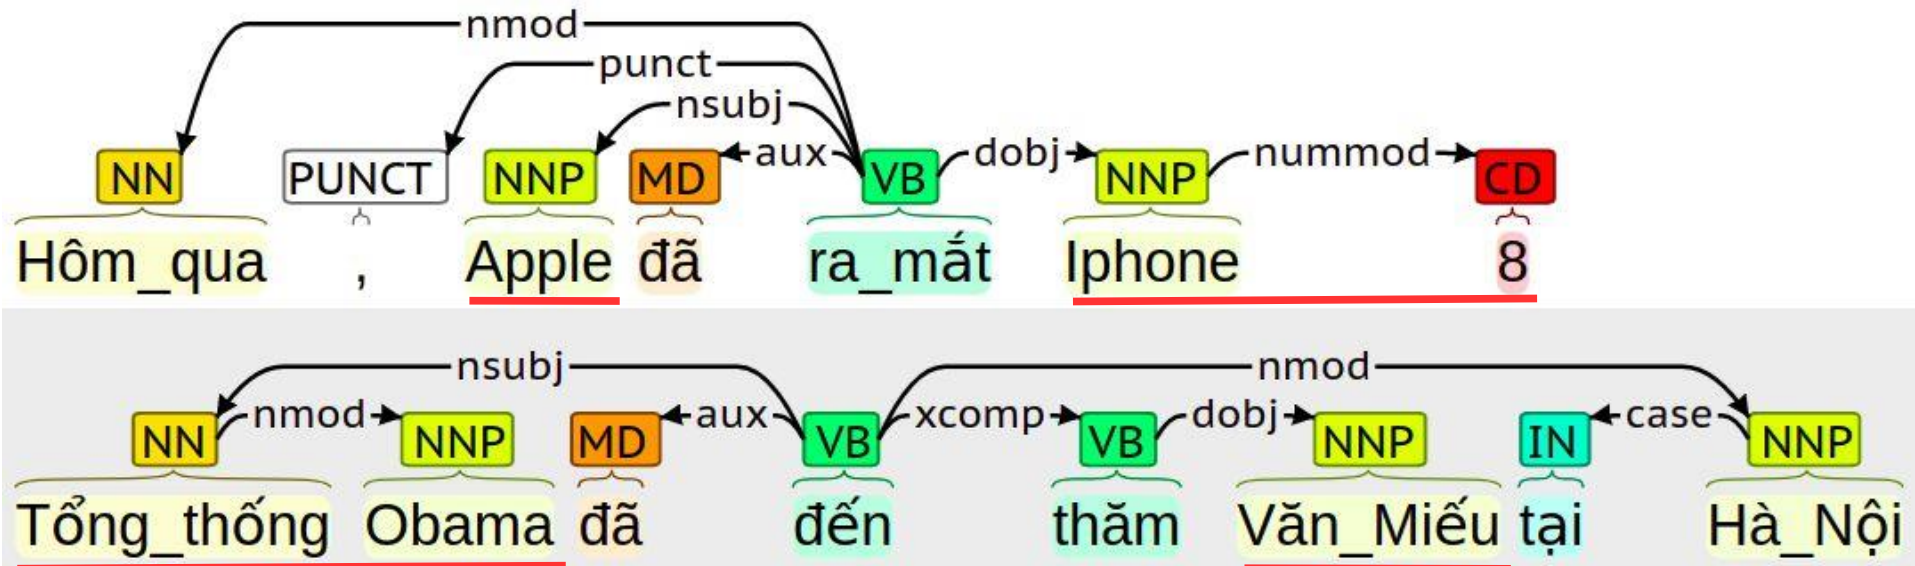 nmod
punct
nsubj
NN PUNCT NNP MD aux VB dobj NNP nummod CD
Hôm_qua , Apple đã ra_mắt Iphone 8
nsubj nmod
NN nmod NNP MD aux VB xcomp VB dobj NNP IN case NNP
Tổng_thống Obama đã đến thăm Văn_Miếu tại Hà_Nội